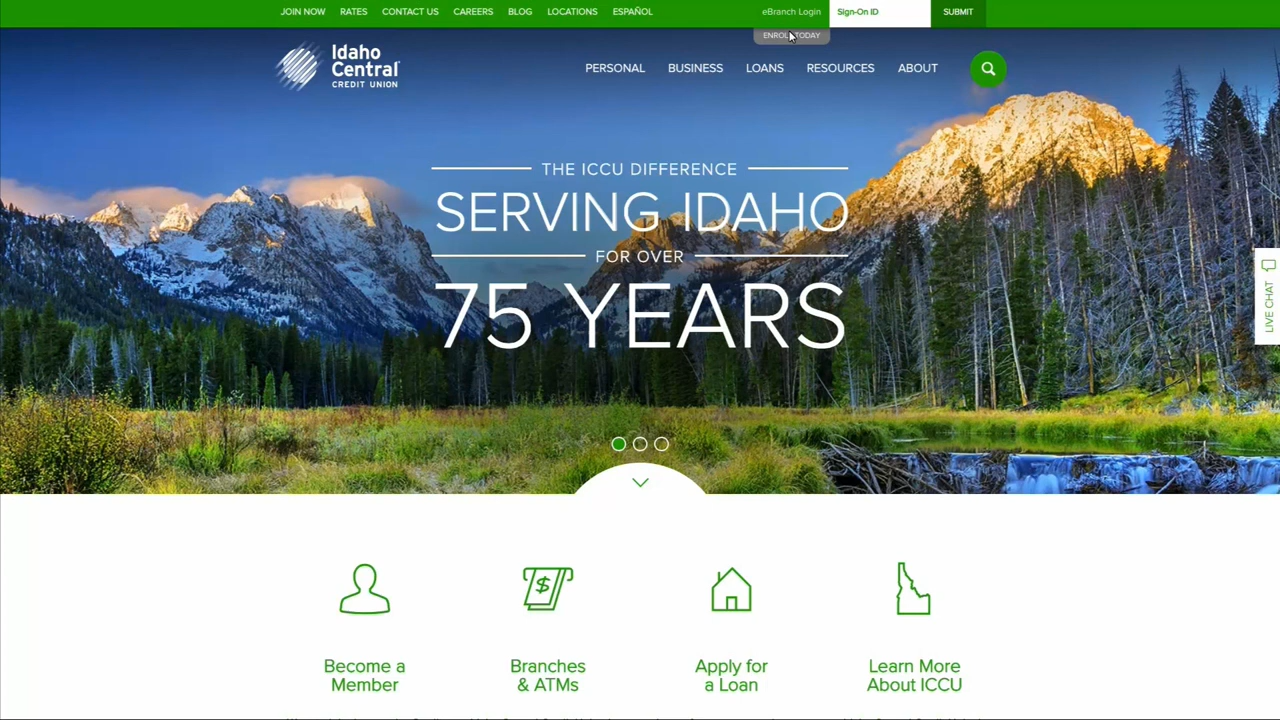 JOIN NOW RATES CONTACT US CAREERS BLOG LOCATIONS ESPAÑOL eBranch Login Sign-On ID SUBMIT
ENROLL TODAY
Idaho
Central
CREDIT UNION
PERSONAL BUSINESS LOANS RESOURCES ABOUT
THE ICCU DIFFERENCE
SERVING IDAHO
FOR OVER
75 YEARS
LIVE CHAT
Become a
Member
Branches
& ATMs
Apply for
a Loan
Learn More
About ICCU